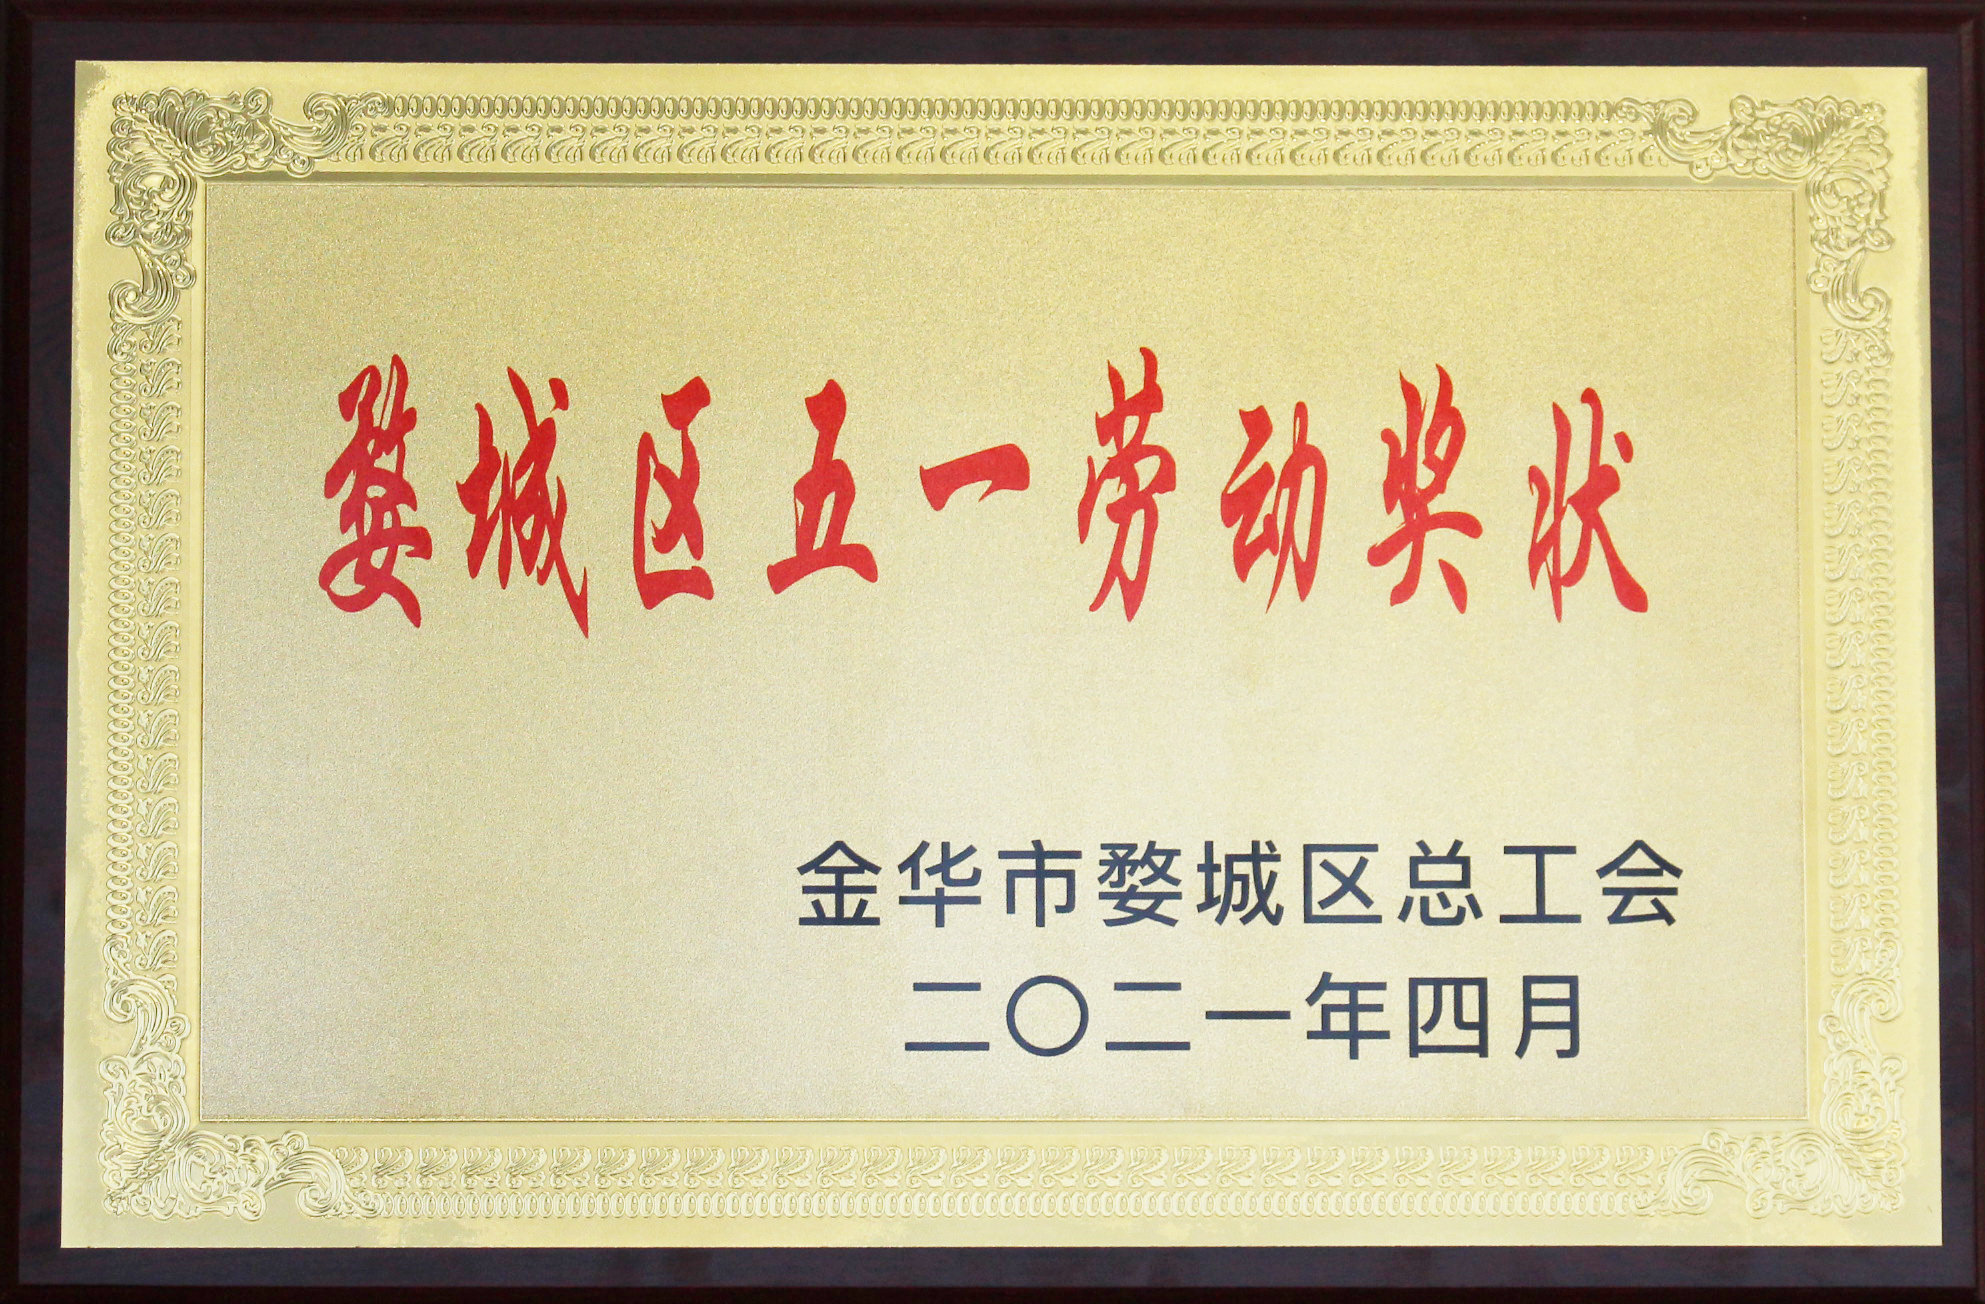 婺城区五一劳动奖状
金华市婺城区总工会
二〇二一年四月